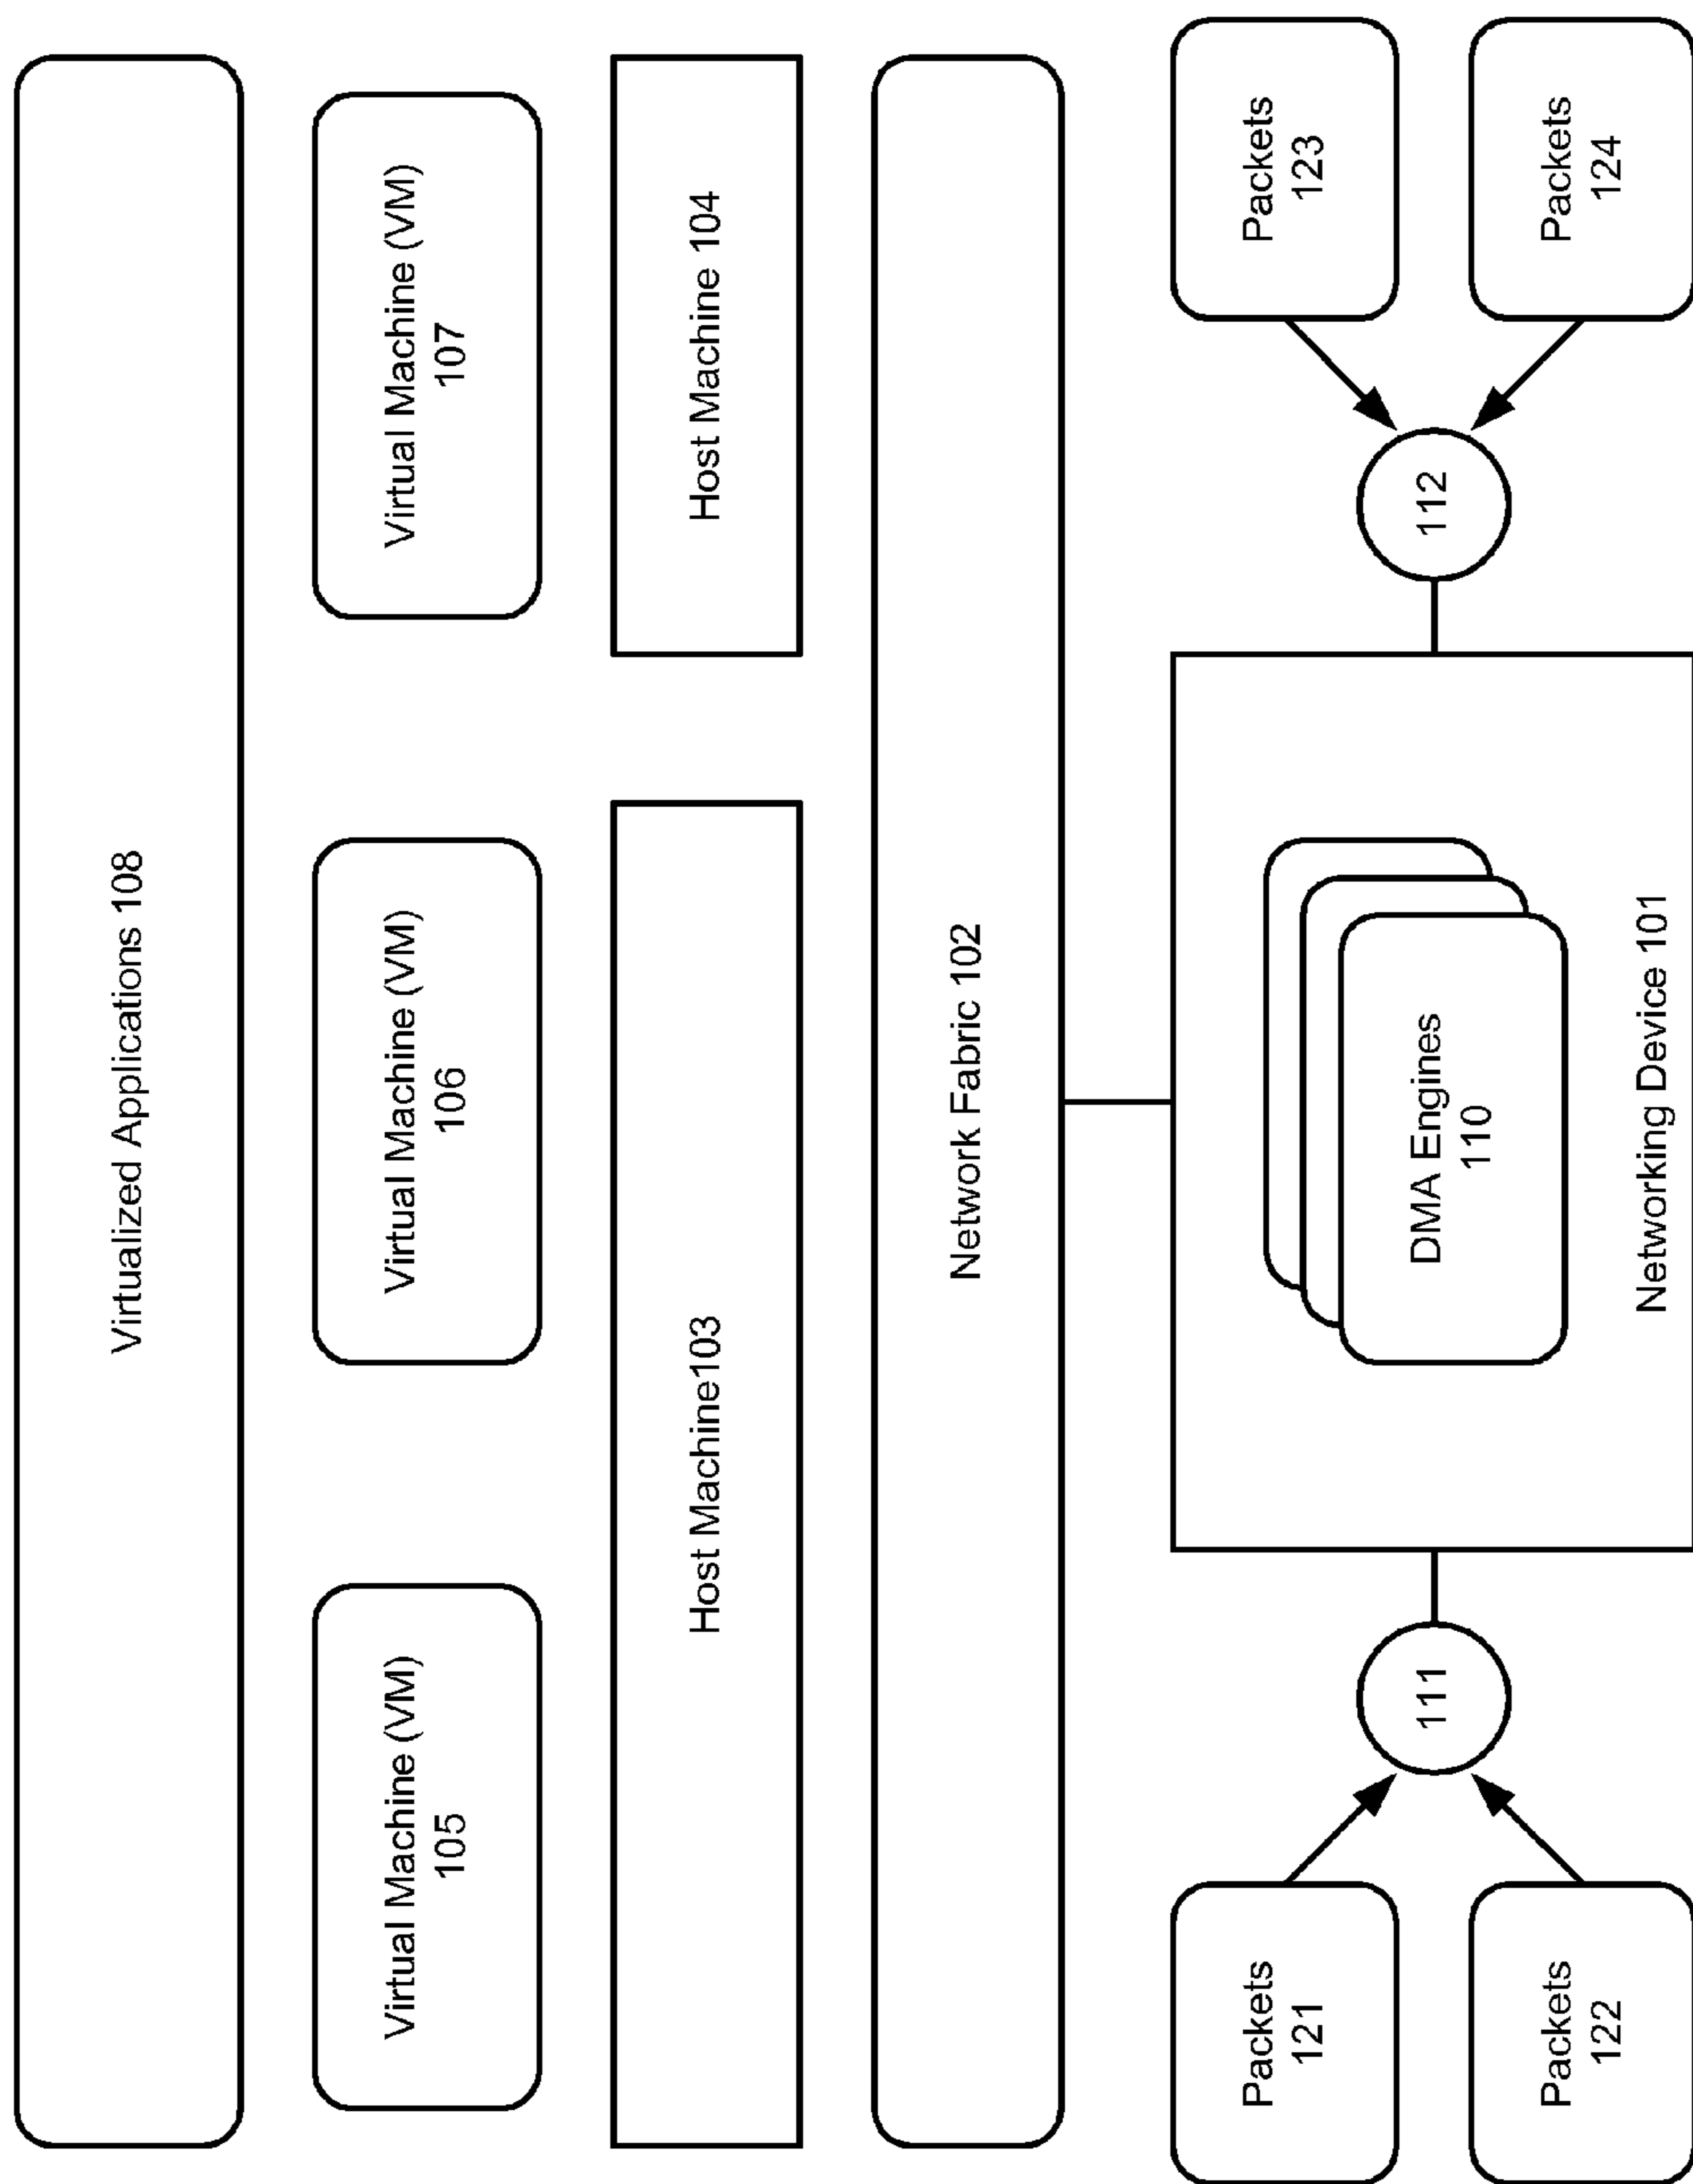 Virtualized Applications 108
Virtual Machine (VM)
105
Virtual Machine (VM)
106
Virtual Machine (VM)
107
Host Machine103
Host Machine 104
Network Fabric 102
Packets
121
Packets
122
111
DMA Engines
110
Networking Device 101
112
Packets
123
Packets
124